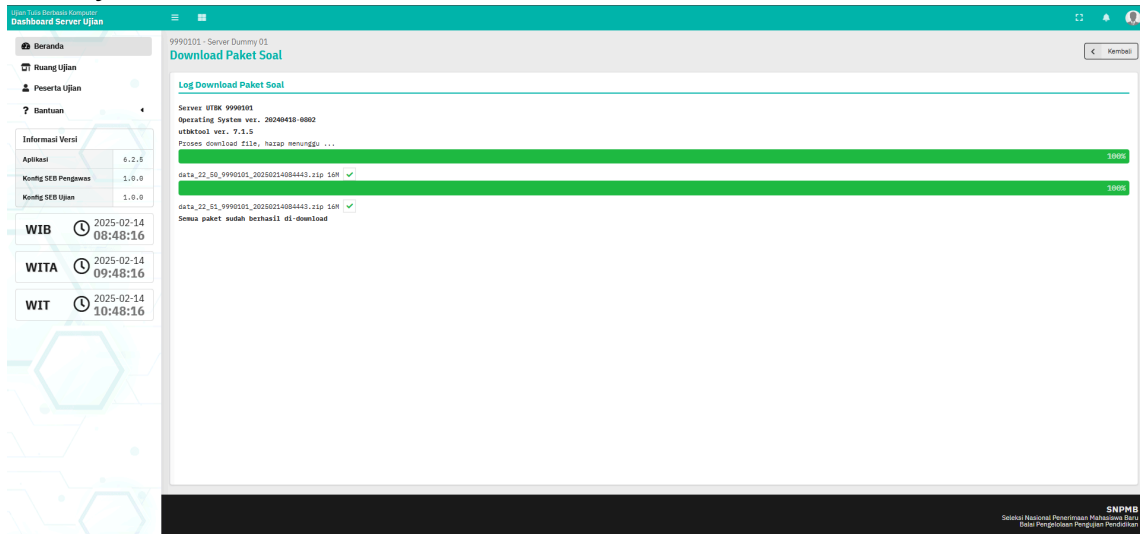 Ujian Tulis Berbasis Komputer
Dashboard Server Ujian
Beranda
Ruang Ujian
Peserta Ujian
Bantuan
Informasi Versi
Aplikasi 6.2.5
Konfig SEB Pengawas 1.0.0
Konfig SEB Ujian 1.0.0
WIB 2025-02-14
08:48:16
WITA 2025-02-14
09:48:16
WIT 2025-02-14
10:48:16
9990101 - Server Dummy 01
Download Paket Soal
Kembali
Log Download Paket Soal
Server UTBK 9990101
Operating System ver. 20240418-0802
utbktool ver. 7.1.5
Proses download file, harap menunggu ...
100%
data_22_50_9990101_20250214084443.zip 16M
100%
data_22_51_9990101_20250214084443.zip 16M
Semua paket sudah berhasil di-download
SNPMB
Seleksi Nasional Penerimaan Mahasiswa Baru
Balai Pengelolaan Pengujian Pendidikan